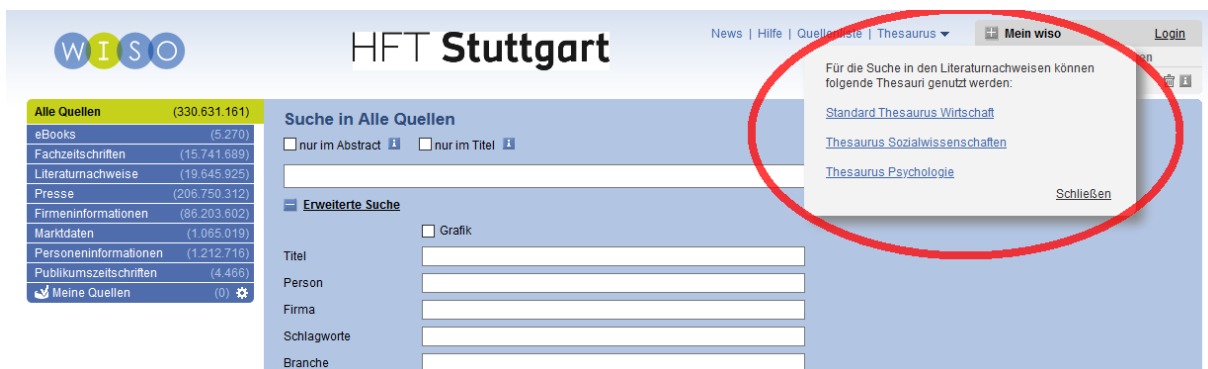 WISO
HFT Stuttgart
News | Hilfe | Quellenliste | Thesaurus
Mein wiso
Login
Für die Suche in den Literaturnachweisen können
folgende Thesauri genutzt werden:
Standard Thesaurus Wirtschaft
Thesaurus Sozialwissenschaften
Thesaurus Psychologie
Schließen
Alle Quellen (330.631.161)
eBooks (5.270)
Fachzeitschriften (15.741.689)
Literaturnachweise (19.645.925)
Presse (206.750.312)
Firmeninformationen (86.203.602)
Marktdaten (1.065.019)
Personeninformationen (1.212.716)
Publikumszeitschriften (4.466)
Meine Quellen (0)
Suche in Alle Quellen
nur im Abstract nur im Titel
Erweiterte Suche
Grafik
Titel
Person
Firma
Schlagworte
Branche